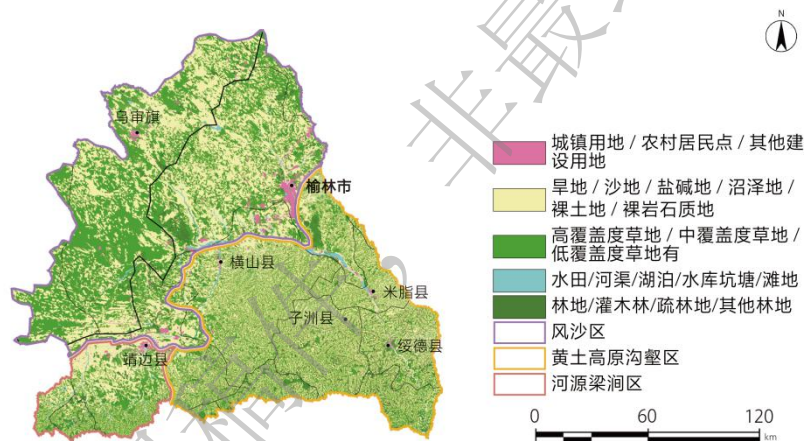 N
乌审旗
榆林市
横山县
米脂县
子洲县
绥德县
靖边县
城镇用地 / 农村居民点 / 其他建
设用地
旱地 / 沙地 / 盐碱地 / 沼泽地 /
裸土地 / 裸岩石质地
高覆盖度草地 / 中覆盖度草地 /
低覆盖度草地有
水田/河渠/湖泊/水库坑塘/滩地
林地/灌木林/疏林地/其他林地
风沙区
黄土高原沟壑区
河源梁涧区
0 60 120
km
非最